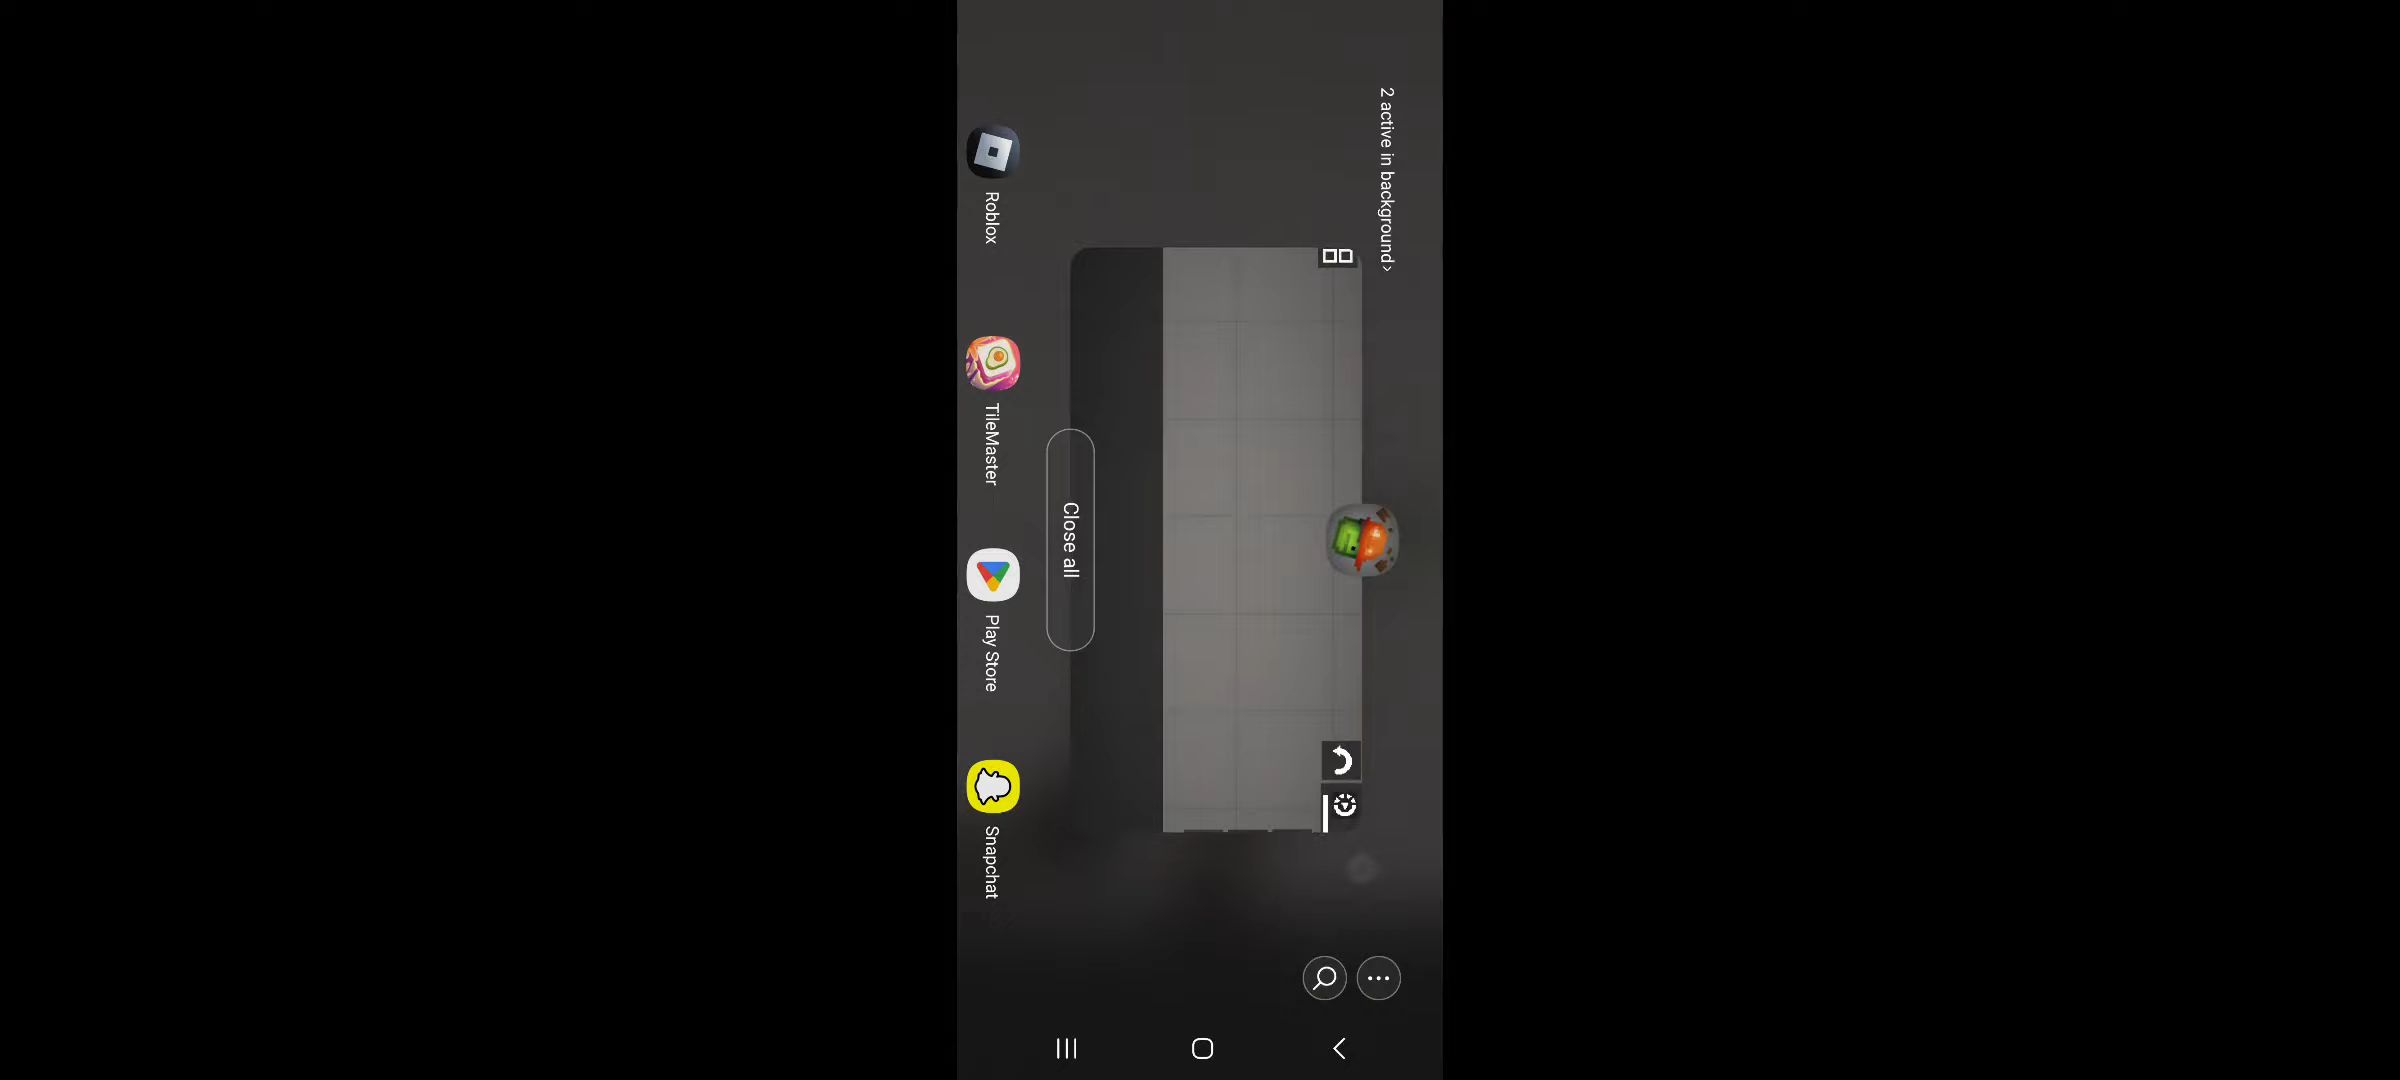 2 active in background>
Close all
Roblox
TileMaster
Play Store
Snapchat